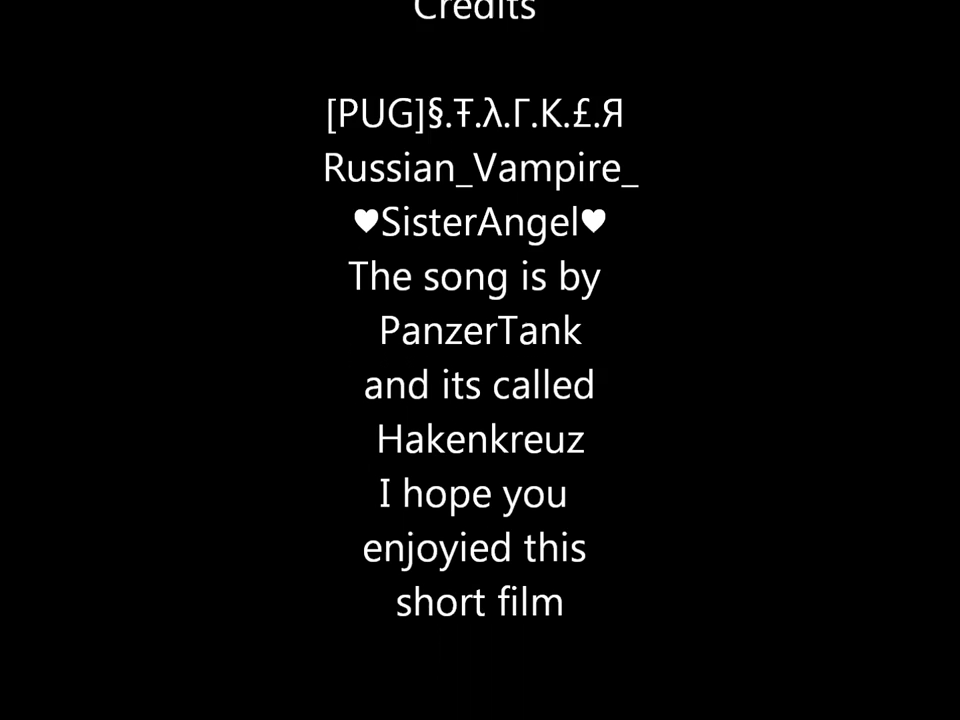 Credits
[PUG]§.Ŧ.λ.Γ.K.£.Я
Russian_Vampire_
♥SisterAngel♥
The song is by
PanzerTank
and its called
Hakenkreuz
I hope you
enjoyied this
short film